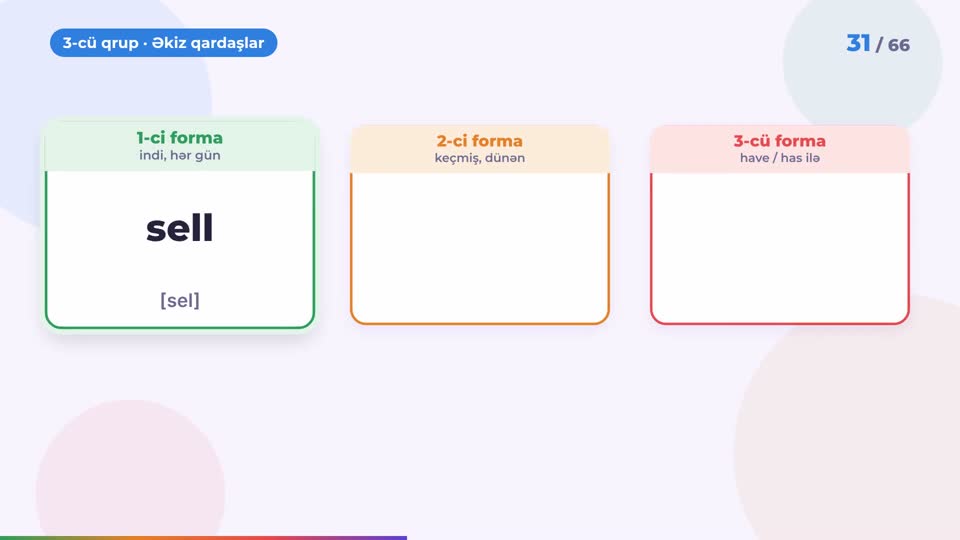 3-cü qrup · Əkiz qardaşlar
31 / 66
1-ci forma
indi, hər gün
sell
[sel]
2-ci forma
keçmiş, dünən
3-cü forma
have / has ilə